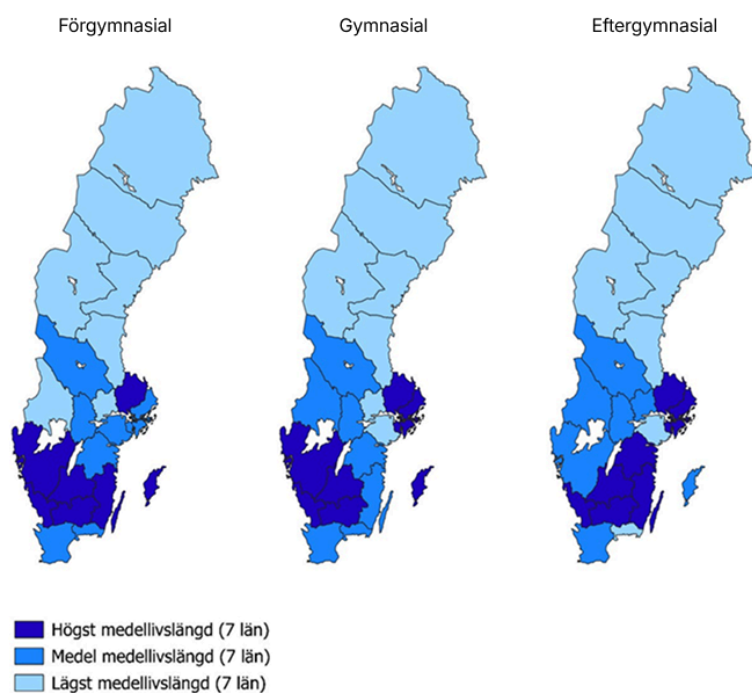 Förgymnasial
Gymnasial
Eftergymnasial
Högst medellivslängd (7 län)
Medel medellivslängd (7 län)
Lägst medellivslängd (7 län)